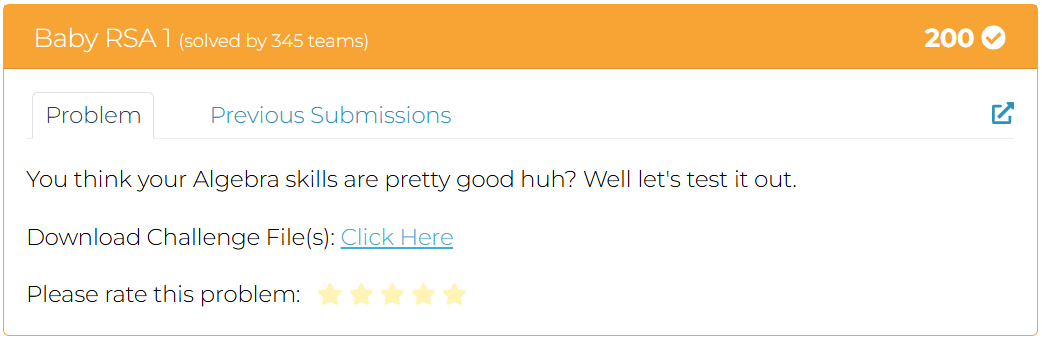 Baby RSA 1 (solved by 345 teams) 200
Problem Previous Submissions
You think your Algebra skills are pretty good huh? Well let's test it out.
Download Challenge File(s): Click Here
Please rate this problem: